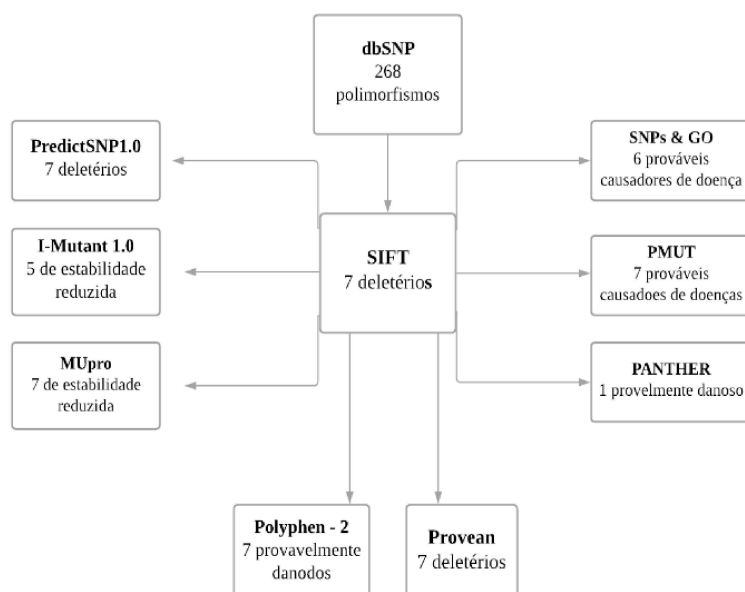 dbSNP
268
polimorfismos
PredictSNP1.0
7 deletérios
SNPs & GO
6 prováveis
causadores de doença
I-Mutant 1.0
5 de estabilidade
reduzida
SIFT
7 deletérios
PMUT
7 prováveis
causadoes de doenças
MUpro
7 de estabilidade
reduzida
PANTHER
1 provelmente danoso
Polyphen - 2
7 provavelmente
danodos
Provean
7 deletérios